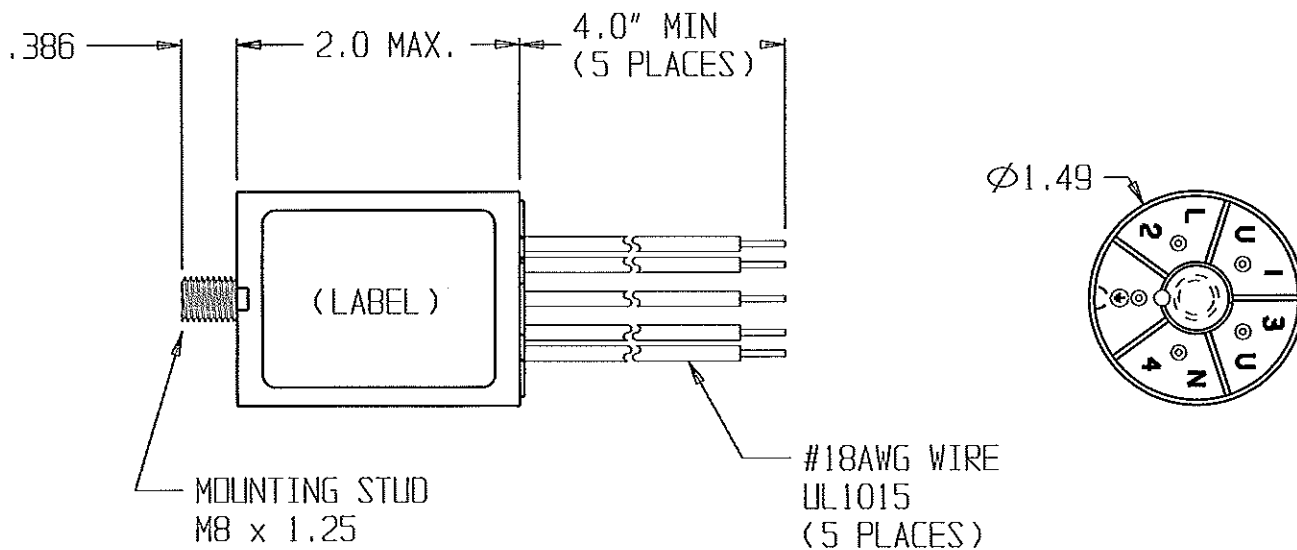 .386
2.0 MAX.
4.0" MIN
(5 PLACES)
Ø1.49
(LABEL)
L
2
U
1
3
U
N
4
MOUNTING STUD
M8 x 1.25
#18AWG WIRE
UL1015
(5 PLACES)